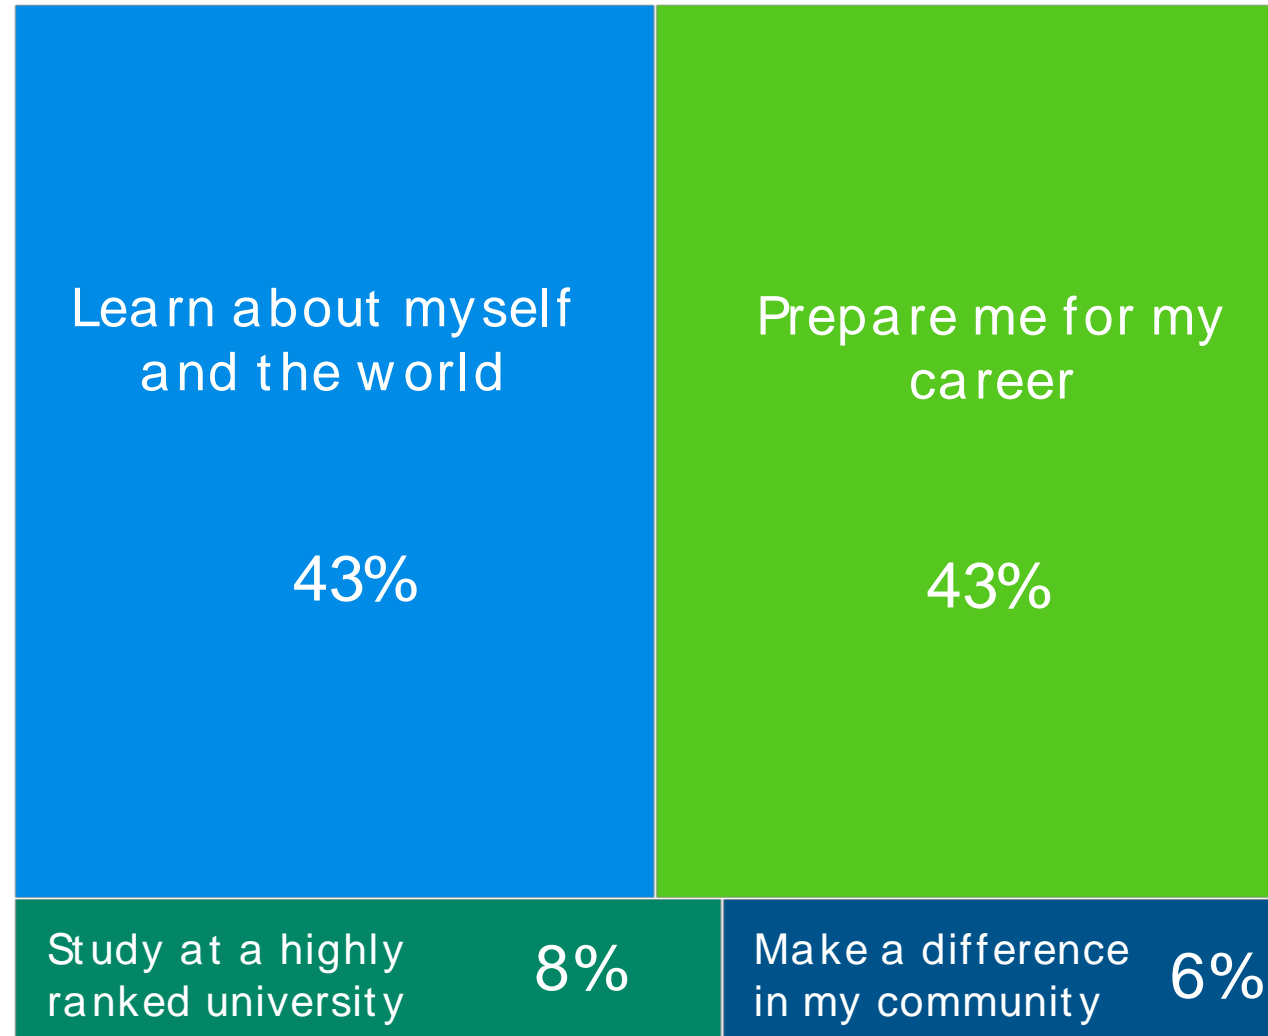 Learn about myself
and the world
43%
Prepare me for my
career
43%
Study at a highly
ranked university
8%
Make a difference
in my community
6%